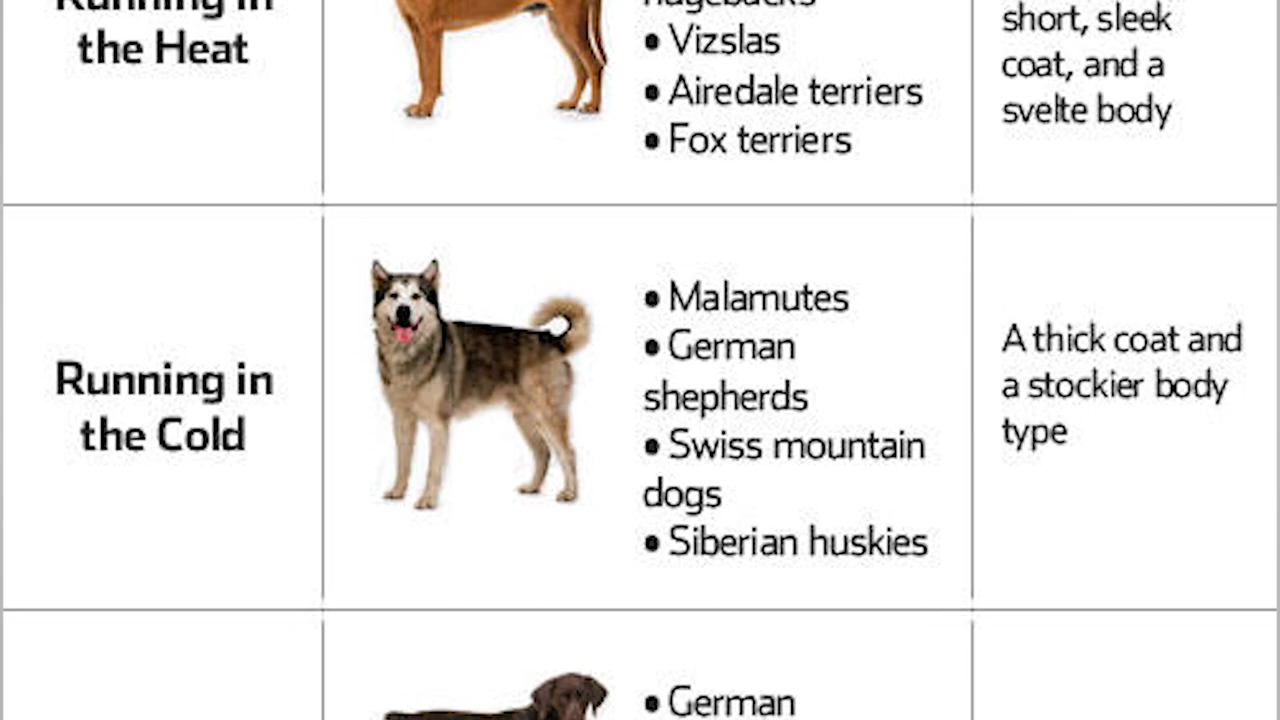 Running in
the Heat
ridgebacks
• Vizslas
• Airedale terriers
• Fox terriers
short, sleek
coat, and a
svelte body
Running in
the Cold
• Malamutes
• German
shepherds
• Swiss mountain
dogs
• Siberian huskies
A thick coat and
a stockier body
type
• German